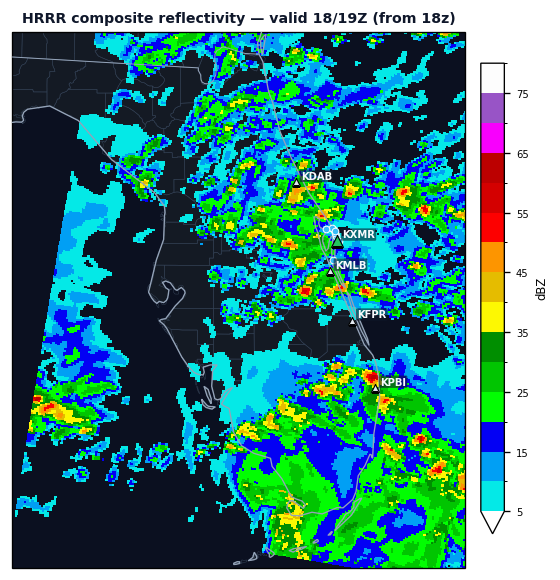 HRRR composite reflectivity — valid 18/19Z (from 18z)
75
KDAB
65
55
KXMR
KMLB
45
dBZ
KFPR
35
KPBI
25
15
5